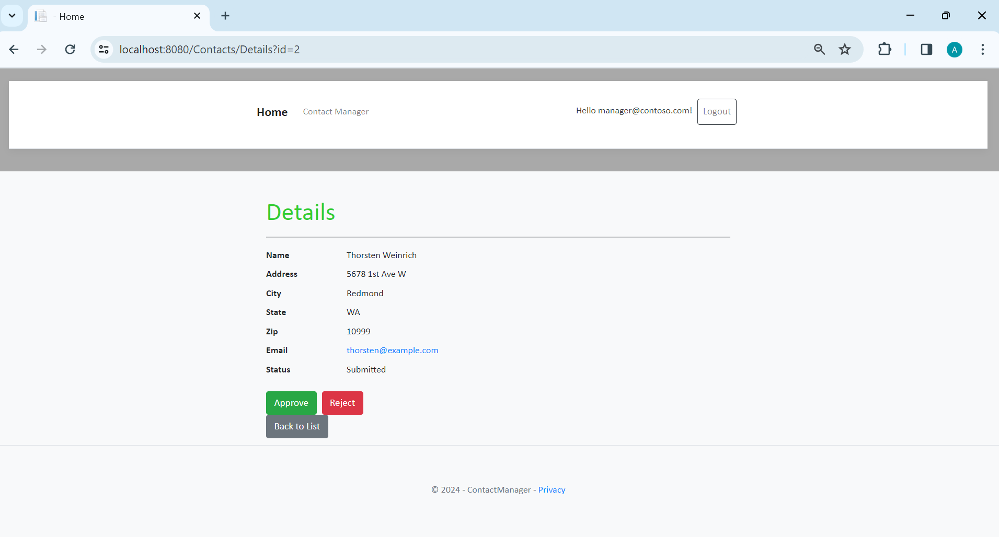 - Home
localhost:8080/Contacts/Details?id=2
A
Home Contact Manager Hello manager@contoso.com! Logout
Details
Name Thorsten Weinrich
Address 5678 1st Ave W
City Redmond
State WA
Zip 10999
Email thorsten@example.com
Status Submitted
Approve Reject
Back to List
© 2024 - ContactManager - Privacy